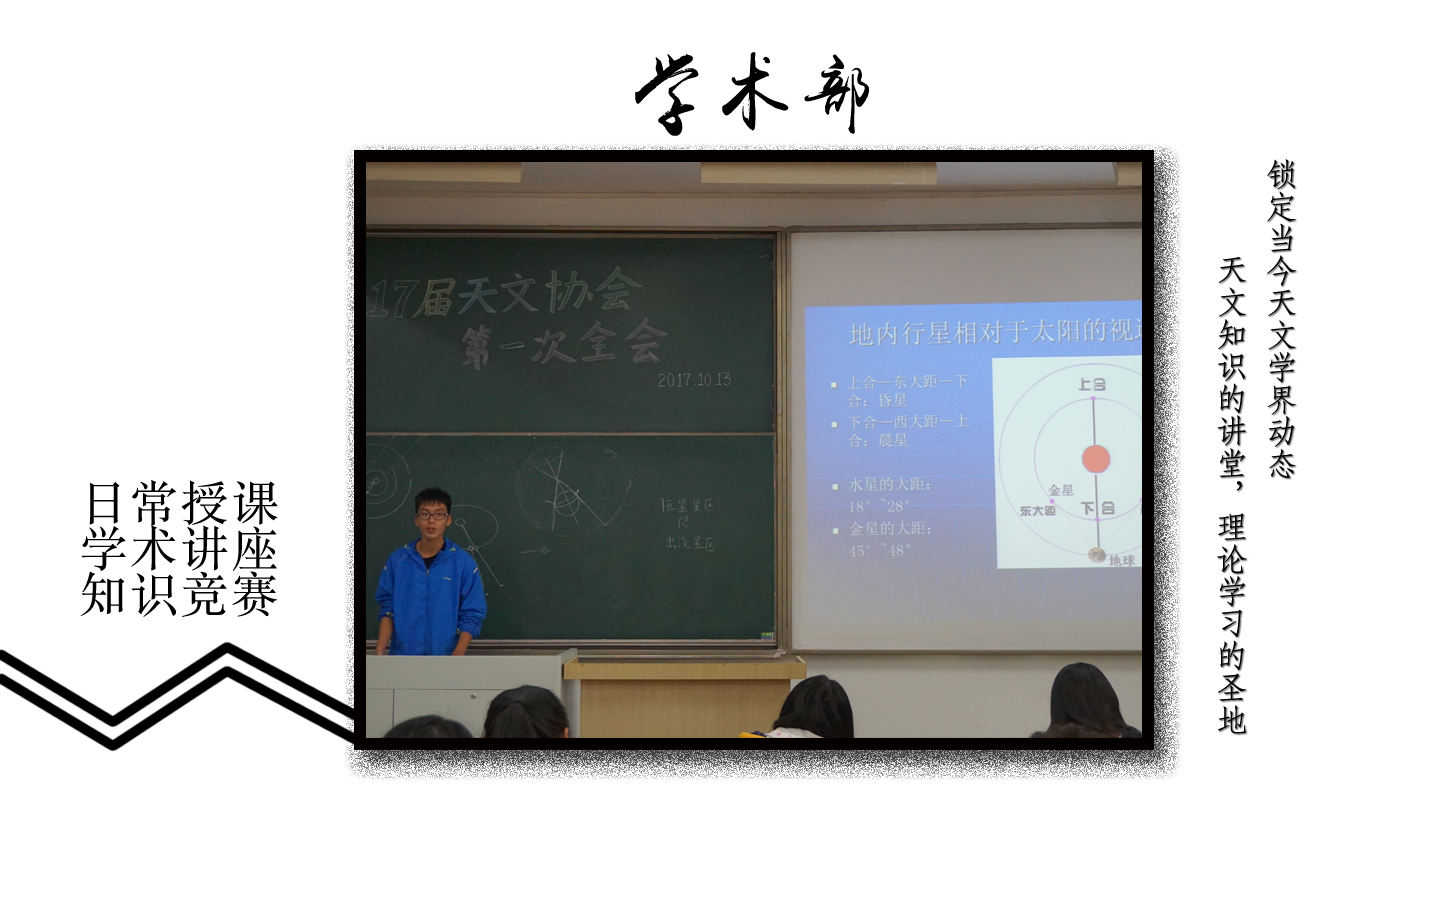 学术部
锁定当今天文学界动态
天文知识的讲堂，理论学习的圣地
日常授课
学术讲座
知识竞赛
17届天文协会
第一次全会
2017.10.13
恒星星区
出没星区
地内行星相对于太阳的视
上合—东大距—下
合：昏星
下合—西大距—上
合：晨星
水星的大距：
18°~28°
金星的大距：
45°~48°
上合
金星
东大距
下合
地球